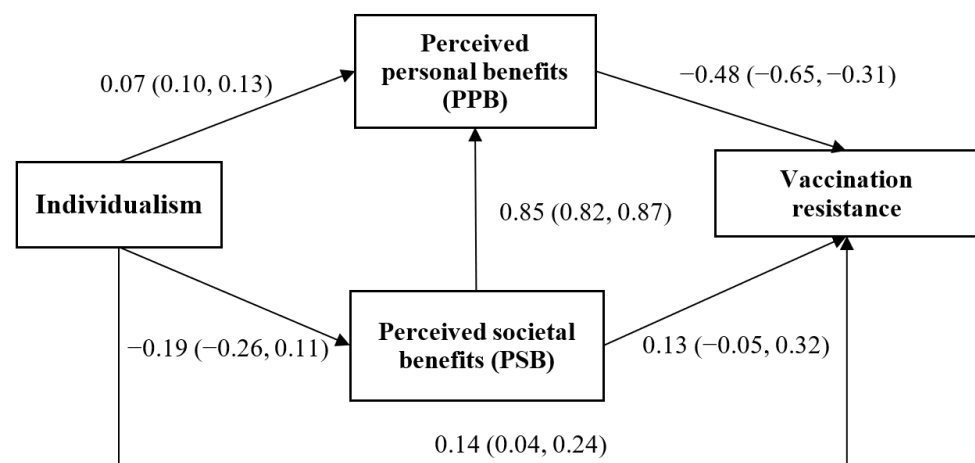 Perceived
personal benefits
(PPB)
0.07 (0.10, 0.13)
−0.48 (−0.65, −0.31)
Individualism
Vaccination
resistance
0.85 (0.82, 0.87)
Perceived societal
benefits (PSB)
−0.19 (−0.26, 0.11)
0.13 (−0.05, 0.32)
0.14 (0.04, 0.24)